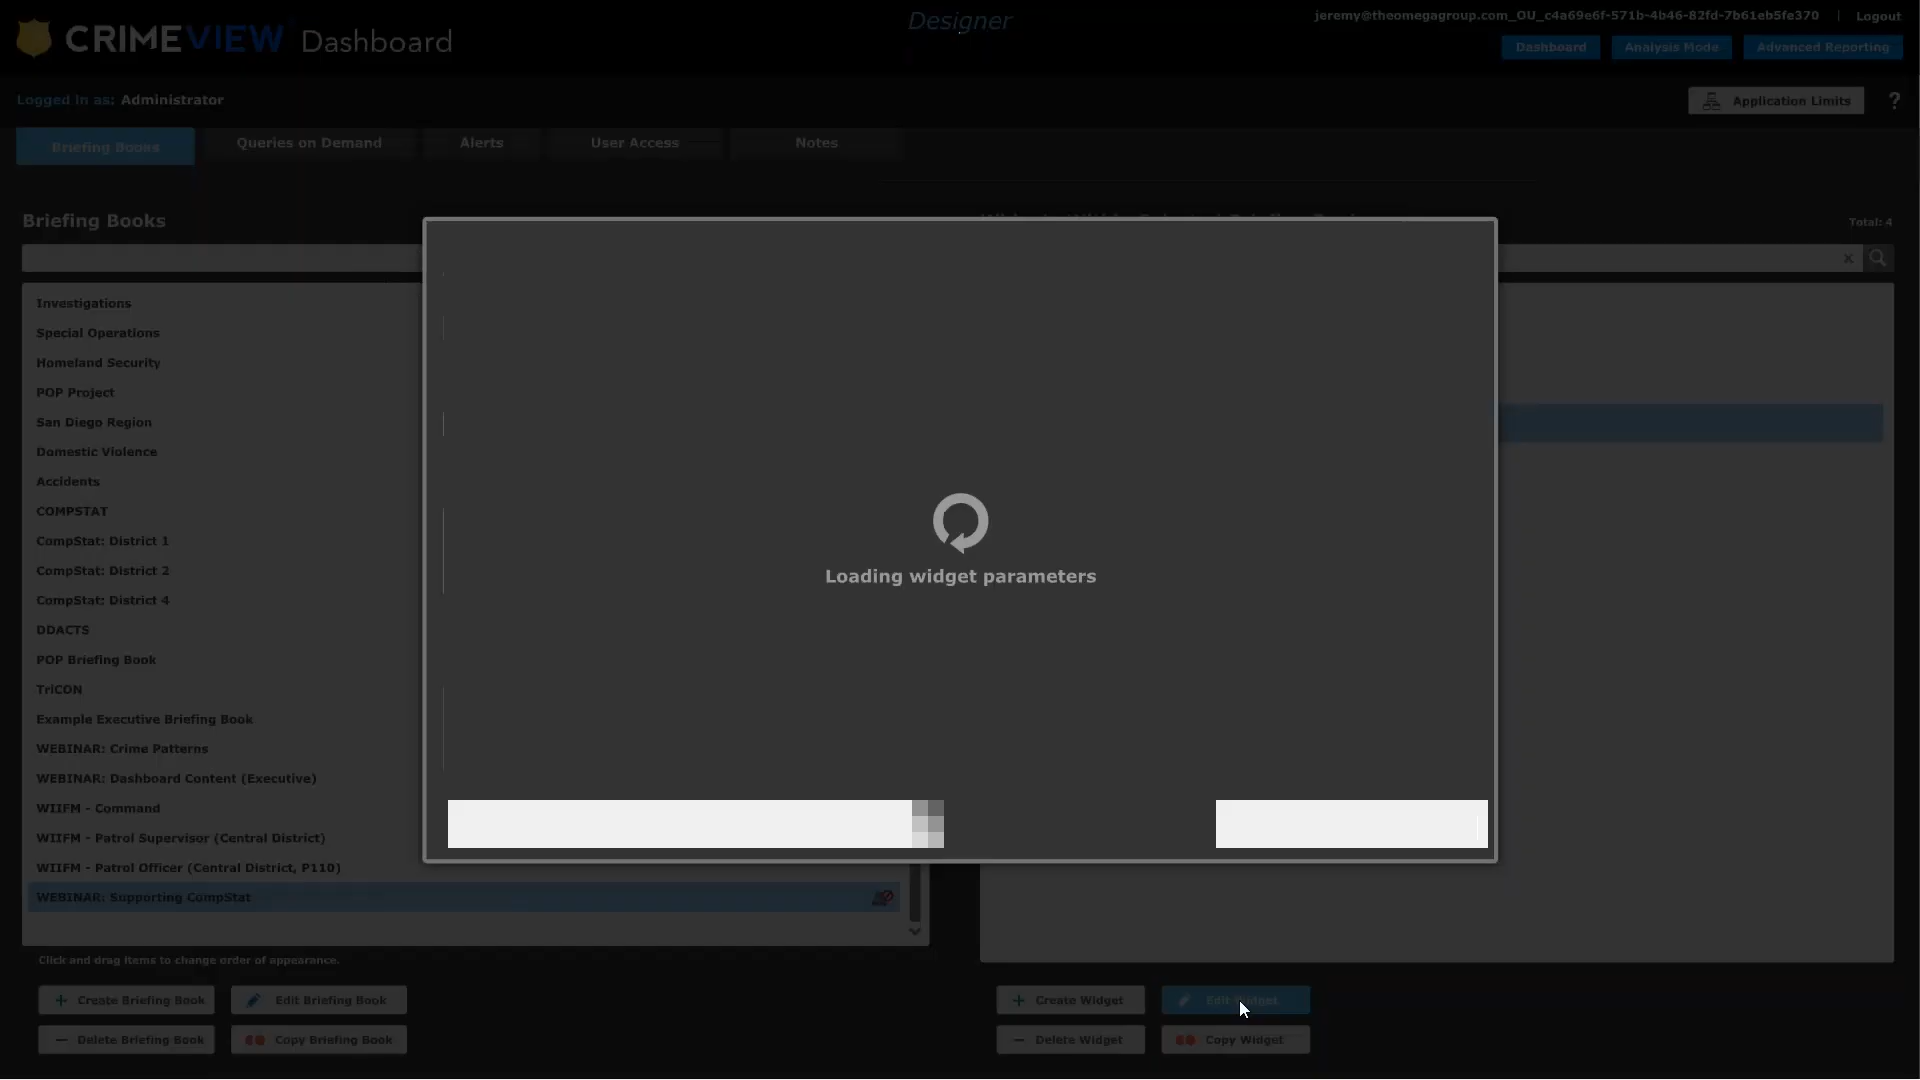 CRIMEVIEW Dashboard
Designer
jeremy@theomegagroup.com_OU_c4a69e6f-571b-4b46-82fd-7b61eb5fe370 | Logout
Dashboard Analysis Mode Advanced Reporting
Logged in as: Administrator
Application Limits ?
Briefing Books Queries on Demand Alerts User Access Notes
Briefing Books
Total: 4
Investigations
Special Operations
Homeland Security
POP Project
San Diego Region
Domestic Violence
Accidents
COMPSTAT
CompStat: District 1
CompStat: District 2
CompStat: District 4
DDACTS
POP Briefing Book
TriCON
Example Executive Briefing Book
WEBINAR: Crime Patterns
WEBINAR: Dashboard Content (Executive)
WIIFM - Command
WIIFM - Patrol Supervisor (Central District)
WIIFM - Patrol Officer (Central District, P110)
WEBINAR: Supporting CompStat
Loading widget parameters
Click and drag items to change order of appearance.
Create Briefing Book Edit Briefing Book
Delete Briefing Book Copy Briefing Book
Create Widget Edit Widget
Delete Widget Copy Widget